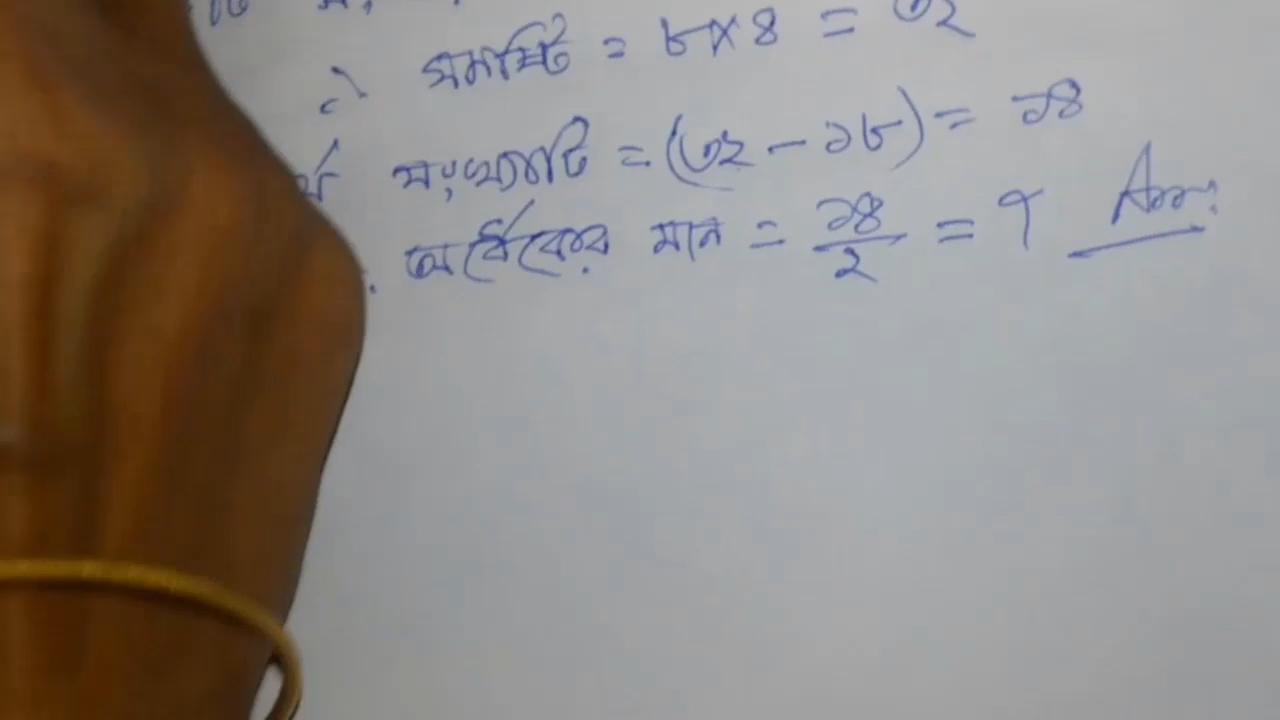 ∴ সমষ্টি = ৮×৪ = ৩২
র্থ সংখ্যাটি = (৩২ – ১৮) = ১৪
অর্ধেকের মান = ১৪/২ = ৭ Ans: